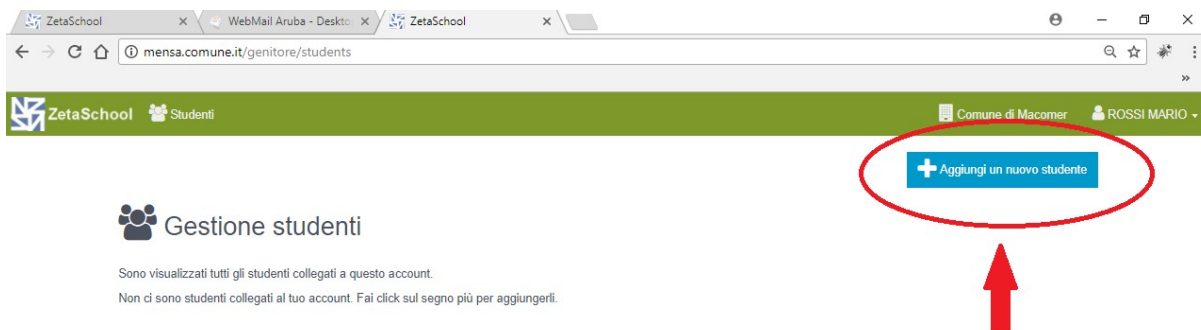 ZetaSchool
WebMail Aruba - Deskto
ZetaSchool
mensa.comune.it/genitore/students
ZetaSchool Studenti Comune di Macomer ROSSI MARIO
Aggiungi un nuovo studente
Gestione studenti
Sono visualizzati tutti gli studenti collegati a questo account.
Non ci sono studenti collegati al tuo account. Fai click sul segno più per aggiungerli.